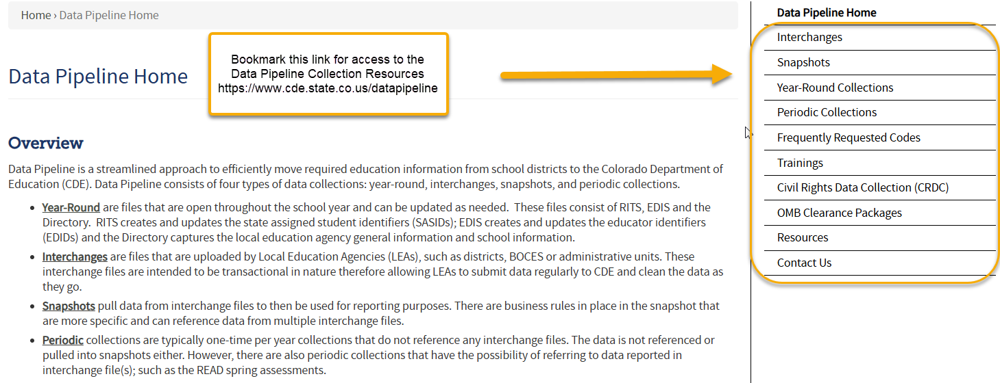 Home › Data Pipeline Home
Bookmark this link for access to the
Data Pipeline Collection Resources
https://www.cde.state.co.us/datapipeline
Data Pipeline Home
Overview
Data Pipeline is a streamlined approach to efficiently move required education information from school districts to the Colorado Department of
Education (CDE). Data Pipeline consists of four types of data collections: year-round, interchanges, snapshots, and periodic collections.
• Year-Round are files that are open throughout the school year and can be updated as needed.  These files consist of RITS, EDIS and the
Directory.  RITS creates and updates the state assigned student identifiers (SASIDs); EDIS creates and updates the educator identifiers
(EDIDs) and the Directory captures the local education agency general information and school information.
• Interchanges are files that are uploaded by Local Education Agencies (LEAs), such as districts, BOCES or administrative units. These
interchange files are intended to be transactional in nature therefore allowing LEAs to submit data regularly to CDE and clean the data as
they go.
• Snapshots pull data from interchange files to then be used for reporting purposes. There are business rules in place in the snapshot that
are more specific and can reference data from multiple interchange files.
• Periodic collections are typically one-time per year collections that do not reference any interchange files. The data is not referenced or
pulled into snapshots either. However, there are also periodic collections that have the possibility of referring to data reported in
interchange file(s); such as the READ spring assessments.
Data Pipeline Home
Interchanges
Snapshots
Year-Round Collections
Periodic Collections
Frequently Requested Codes
Trainings
Civil Rights Data Collection (CRDC)
OMB Clearance Packages
Resources
Contact Us